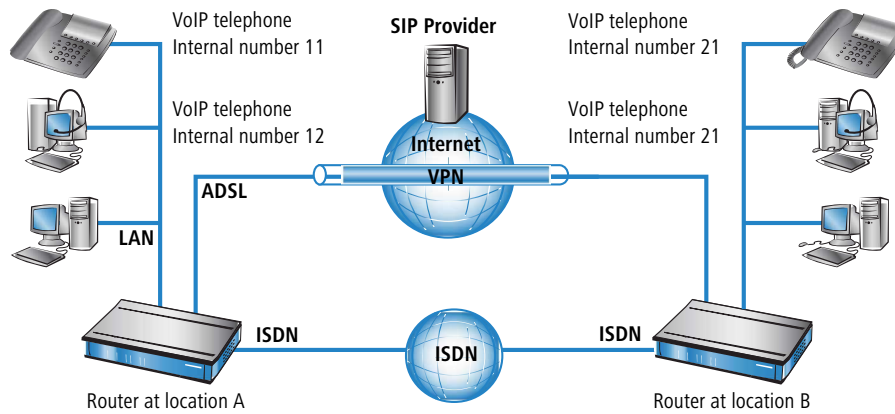 VoIP telephone
Internal number 11
SIP Provider
VoIP telephone
Internal number 21
VoIP telephone
Internal number 12
VoIP telephone
Internal number 21
Internet
VPN
ADSL
LAN
ISDN
ISDN
ISDN
Router at location A
Router at location B